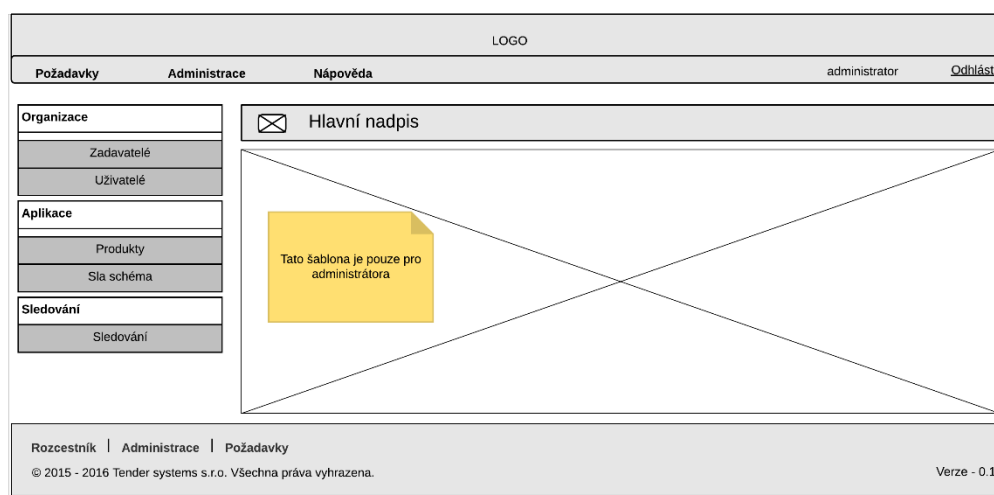 LOGO
Požadavky Administrace Nápověda administrator Odhlást
Organizace
Zadavatelé
Uživatelé
Aplikace
Produkty
Sla schéma
Sledování
Sledování
Hlavní nadpis
Tato šablona je pouze pro
administrátora
Rozcestník Administrace Požadavky
© 2015 - 2016 Tender systems s.r.o. Všechna práva vyhrazena.
Verze - 0.1